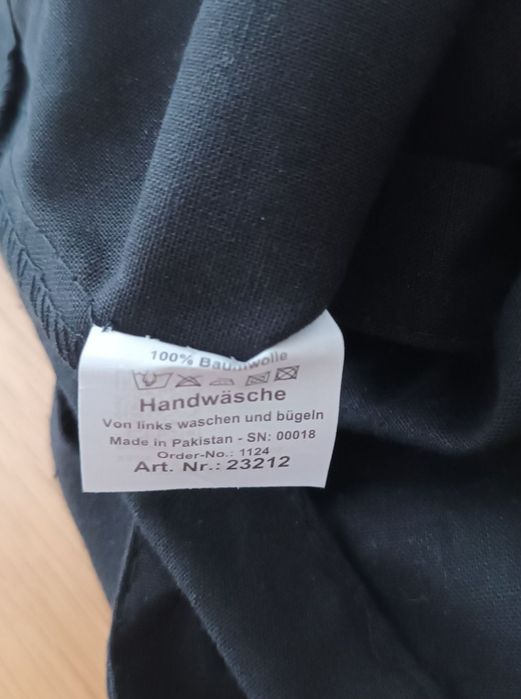 100% Baumwolle
Handwäsche
Von links waschen und bügeln
Made in Pakistan - SN: 00018
Order-No.: 1124
Art. Nr.: 23212